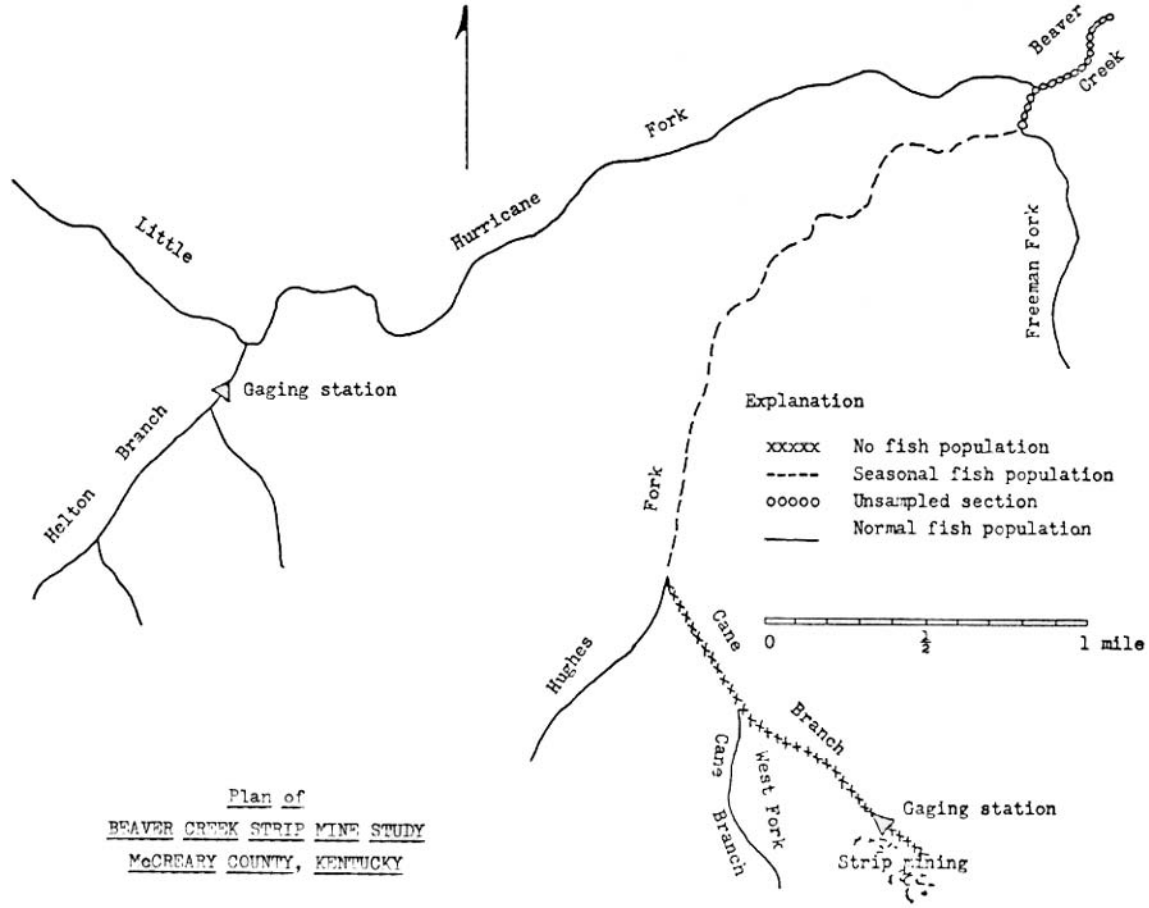 Beaver
Creek
Fork
Hurricane
Little
Freeman Fork
Gaging station
Branch
Helton
Explanation
xxxxx No fish population
----- Seasonal fish population
ooooo Unsampled section
Normal fish population
Fork
0 1/2 1 mile
Cane
Hughes
Branch
Cane
West Fork
Branch
Gaging station
Strip mining
Plan of
BEAVER CREEK STRIP MINE STUDY
McCREARY COUNTY, KENTUCKY